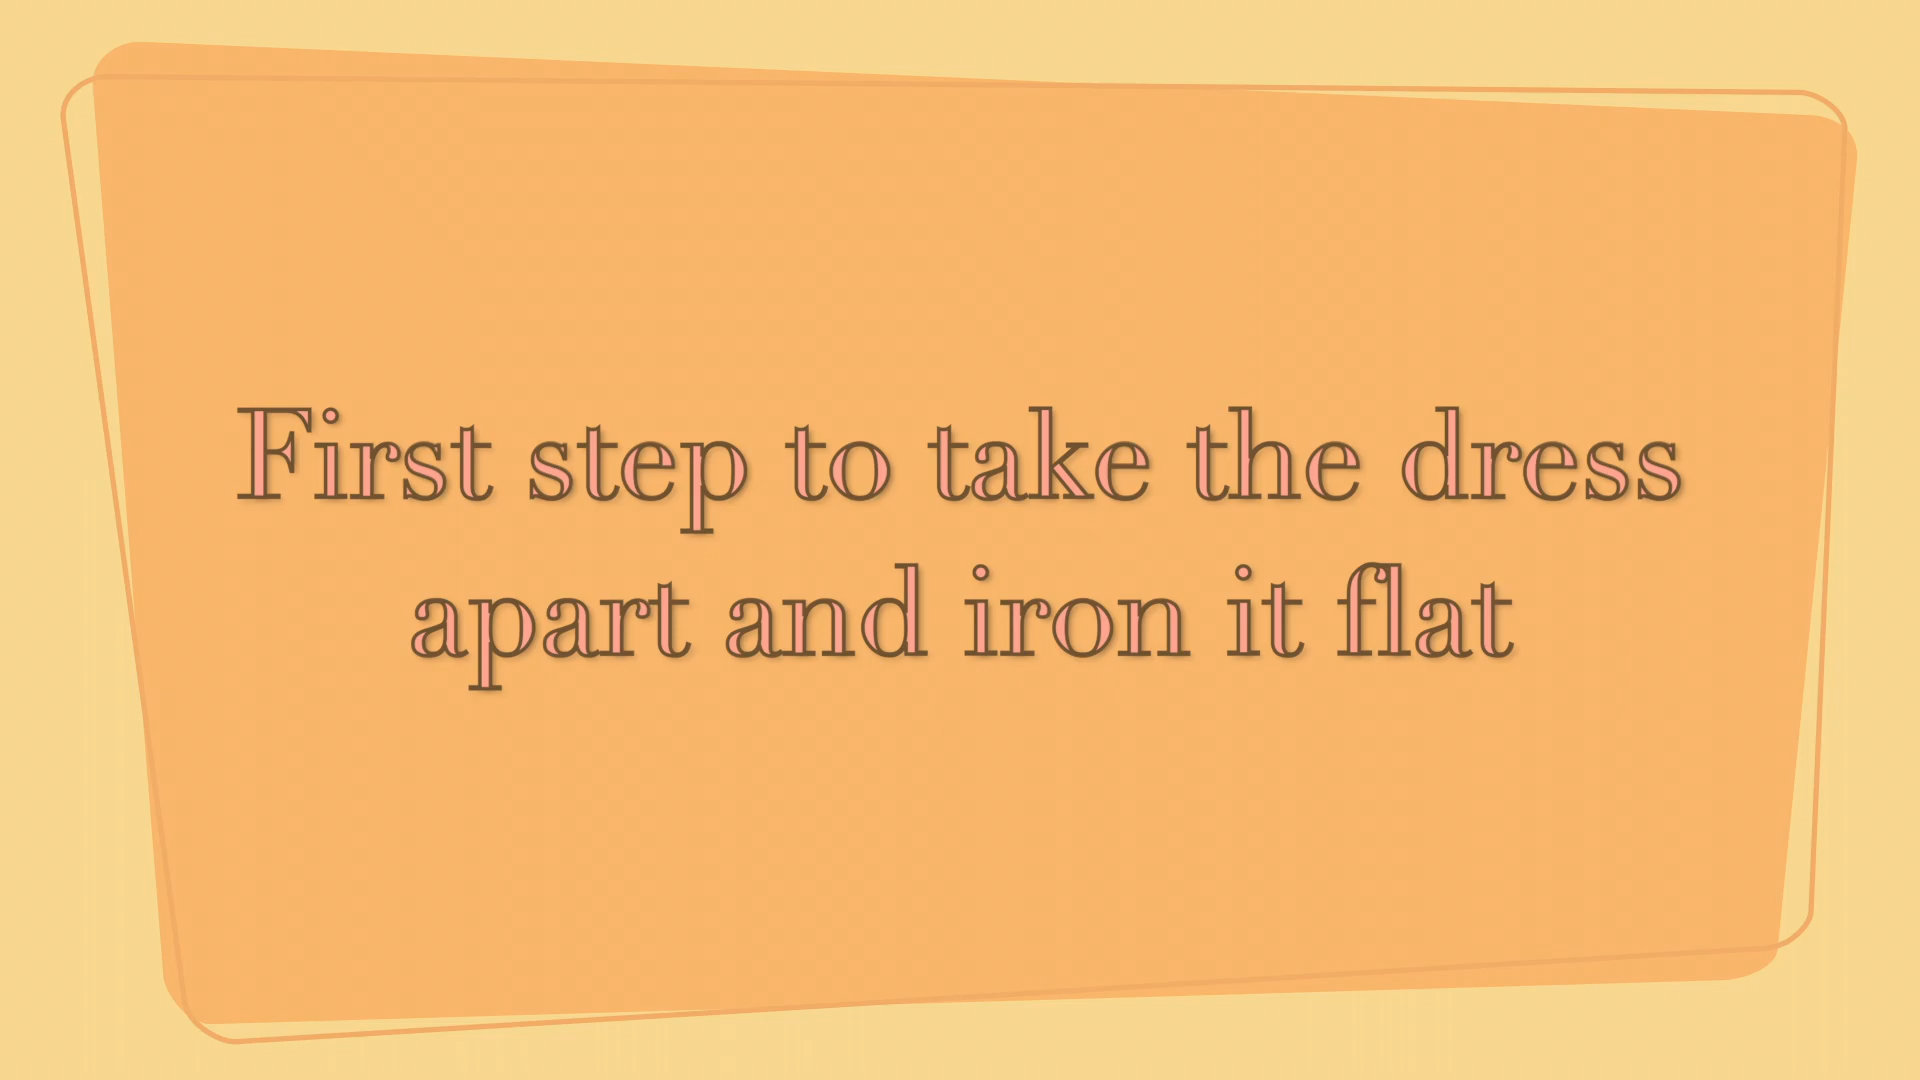 First step to take the dress
apart and iron it flat